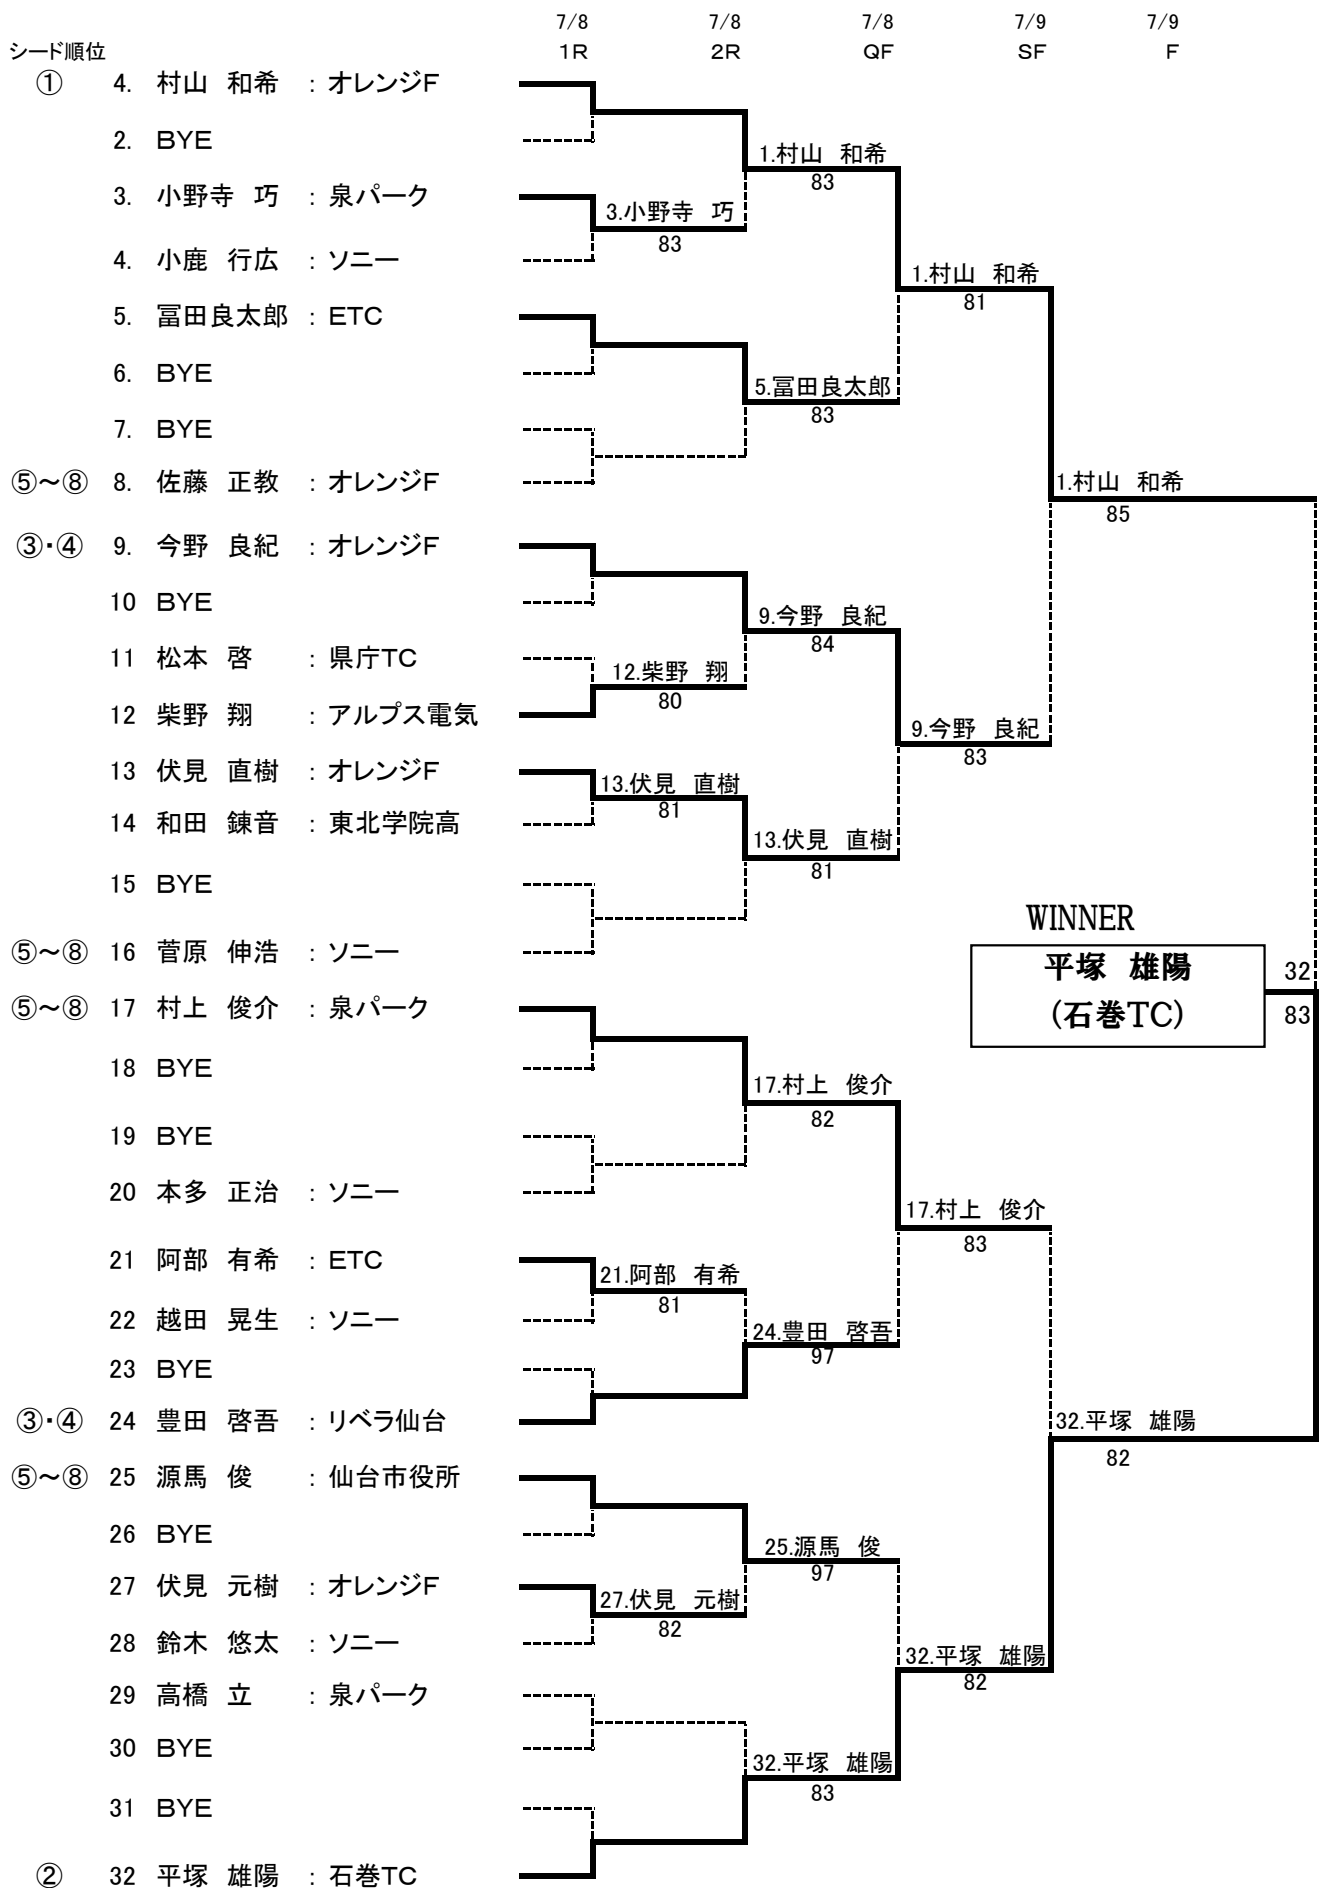 7/8 7/8 7/8 7/9 7/9
シード順位 1R 2R QF SF F
① 4. 村山 和希 : オレンジF
2. BYE
1.村山 和希
83
3. 小野寺 巧 : 泉パーク
3.小野寺 巧
83
4. 小鹿 行広 : ソニー
1.村山 和希
81
5. 冨田良太郎 : ETC
6. BYE
5.冨田良太郎
83
7. BYE
⑤～⑧ 8. 佐藤 正教 : オレンジF
1.村山 和希
85
③・④ 9. 今野 良紀 : オレンジF
10 BYE
9.今野 良紀
84
11 松本 啓 : 県庁TC
12.柴野 翔
80
12 柴野 翔 : アルプス電気
9.今野 良紀
83
13 伏見 直樹 : オレンジF
13.伏見 直樹
81
14 和田 錬音 : 東北学院高
13.伏見 直樹
81
15 BYE
WINNER
⑤～⑧ 16 菅原 伸浩 : ソニー
平塚 雄陽 32
(石巻TC) 83
⑤～⑧ 17 村上 俊介 : 泉パーク
18 BYE
17.村上 俊介
82
19 BYE
20 本多 正治 : ソニー
17.村上 俊介
83
21 阿部 有希 : ETC
21.阿部 有希
81
22 越田 晃生 : ソニー
24.豊田 啓吾
97
23 BYE
③・④ 24 豊田 啓吾 : リベラ仙台
32.平塚 雄陽
82
⑤～⑧ 25 源馬 俊 : 仙台市役所
26 BYE
25.源馬 俊
97
27 伏見 元樹 : オレンジF
27.伏見 元樹
82
28 鈴木 悠太 : ソニー
32.平塚 雄陽
82
29 高橋 立 : 泉パーク
30 BYE
32.平塚 雄陽
83
31 BYE
② 32 平塚 雄陽 : 石巻TC